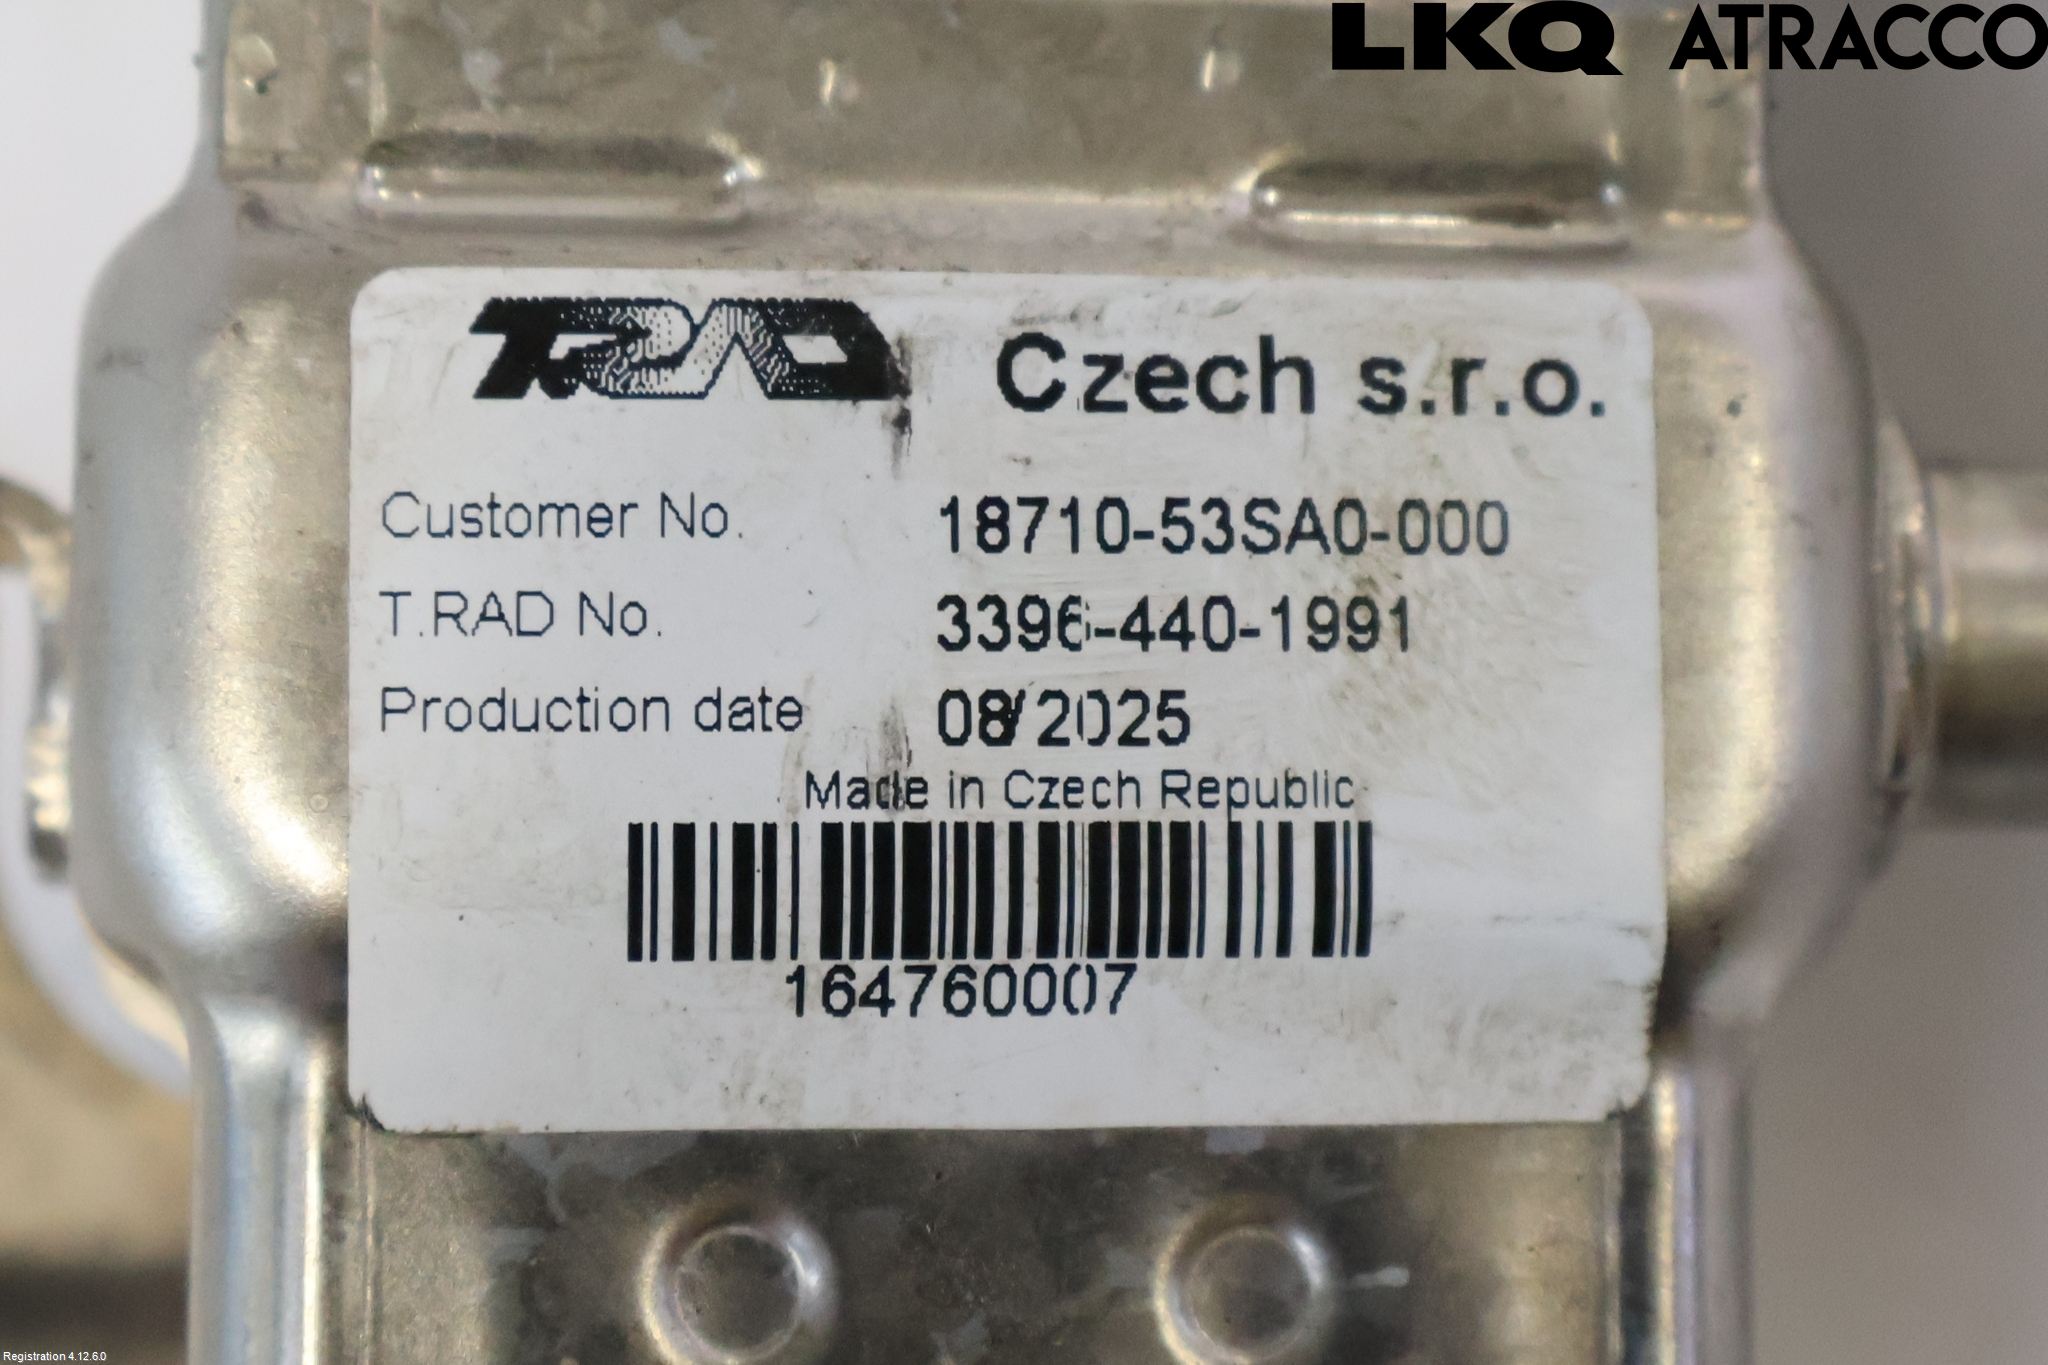 LKQ ATRACCO
TRAD Czech s.r.o.
Customer No. 18710-53SA0-000
T.RAD No. 3396-440-1991
Production date 08/2025
Made in Czech Republic
164760007
Registration 4.12.6.0